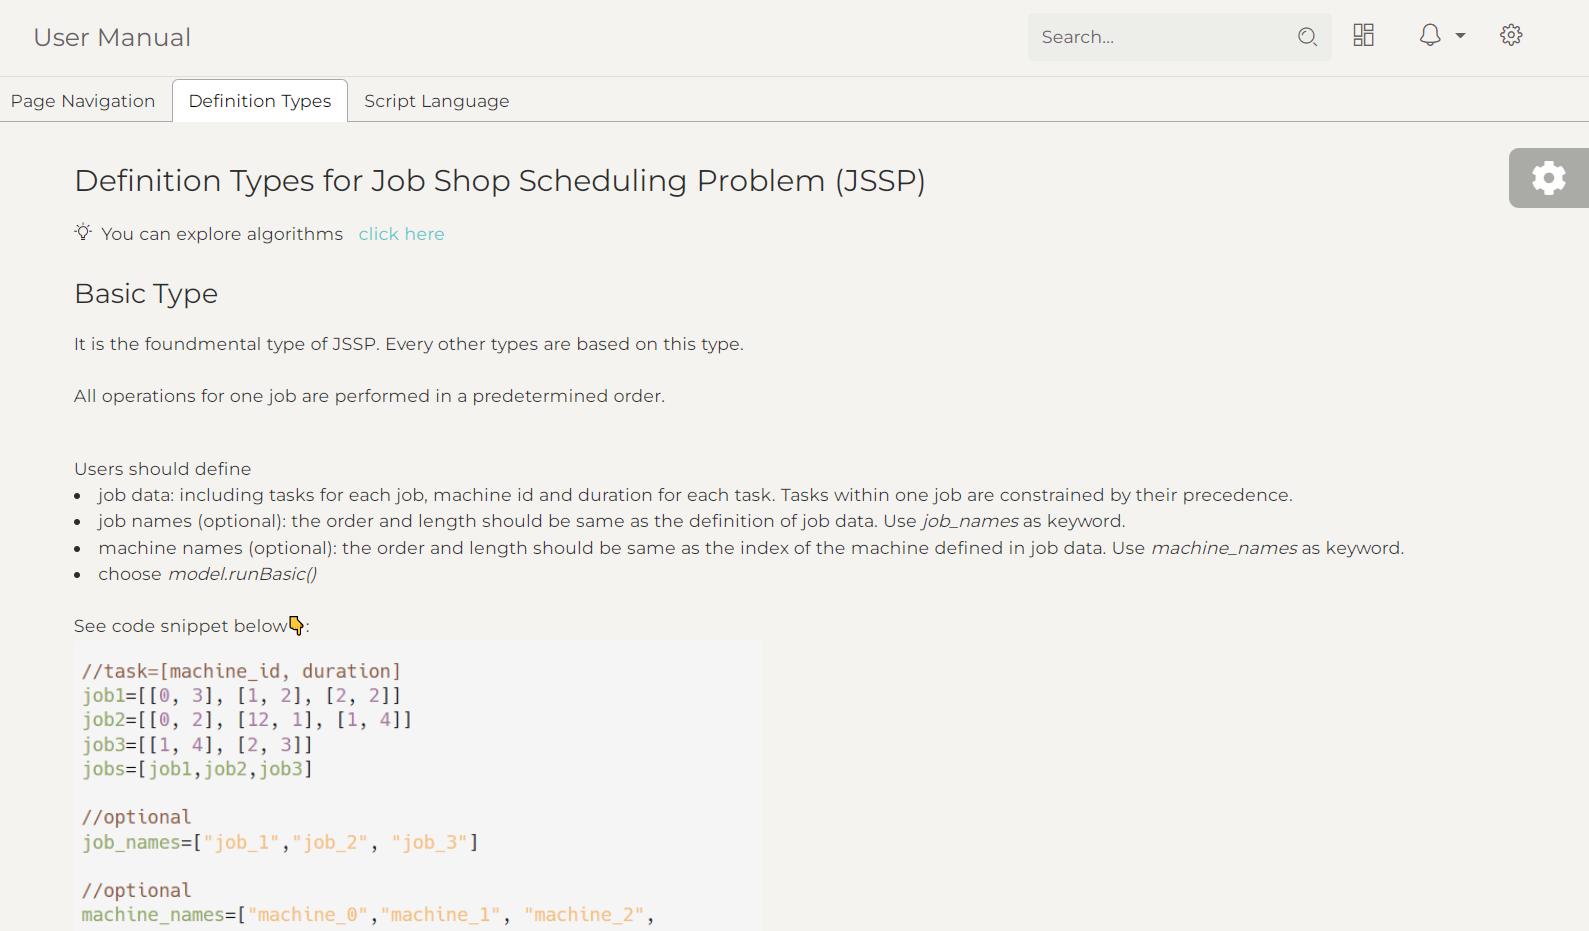 User Manual
Search...
Page Navigation
Definition Types
Script Language
Definition Types for Job Shop Scheduling Problem (JSSP)
You can explore algorithms click here
Basic Type
It is the foundmental type of JSSP. Every other types are based on this type.
All operations for one job are performed in a predetermined order.
Users should define
• job data: including tasks for each job, machine id and duration for each task. Tasks within one job are constrained by their precedence.
• job names (optional): the order and length should be same as the definition of job data. Use job_names as keyword.
• machine names (optional): the order and length should be same as the index of the machine defined in job data. Use machine_names as keyword.
• choose model.runBasic()
See code snippet below👇:
//task=[machine_id, duration]
job1=[[0, 3], [1, 2], [2, 2]]
job2=[[0, 2], [12, 1], [1, 4]]
job3=[[1, 4], [2, 3]]
jobs=[job1,job2,job3]
//optional
job_names=["job_1","job_2", "job_3"]
//optional
machine_names=["machine_0","machine_1", "machine_2",